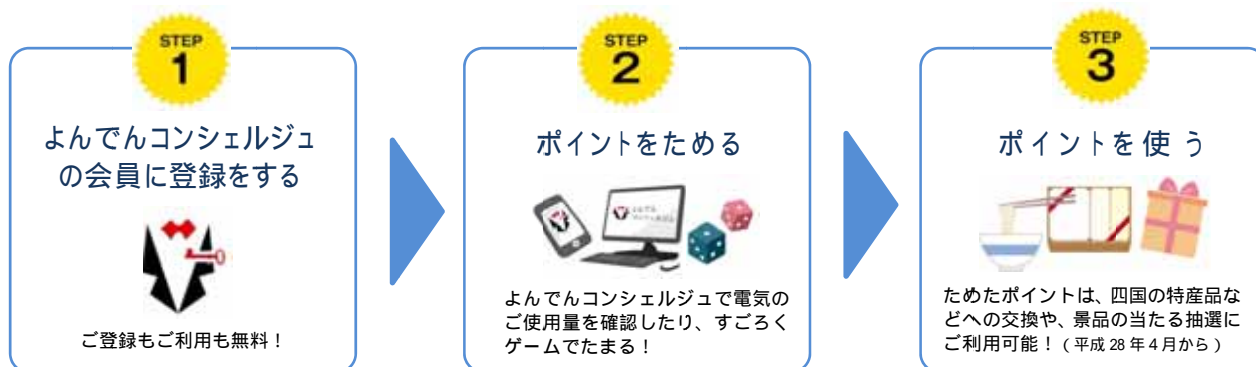 STEP
1
よんでんコンシェルジュ
の会員に登録をする
ご登録もご利用も無料！
STEP
2
ポイントをためる
よんでんコンシェルジュで電気の
ご使用量を確認したり、すごろく
ゲームでたまる！
STEP
3
ポイントを使う
ためたポイントは、四国の特産品な
どへの交換や、景品の当たる抽選に
ご利用可能！（平成28年4月から）